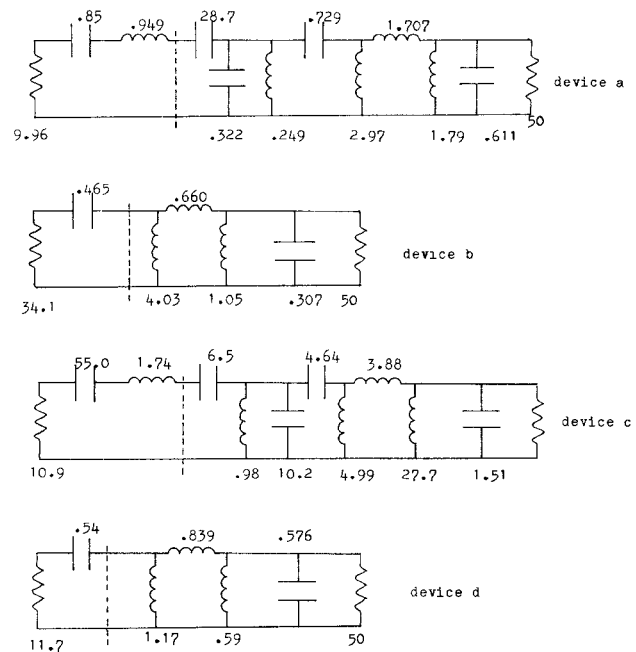 .85 .949 28.7 .729 1.707
device a
9.96 .322 .249 2.97 1.79 .611 50
.465 .660
device b
34.1 4.03 1.05 .307 50
55.0 1.74 6.5 4.64 3.88
device c
10.9 .98 10.2 4.99 27.7 1.51
.54 .839 .576
device d
11.7 1.17 .59 50